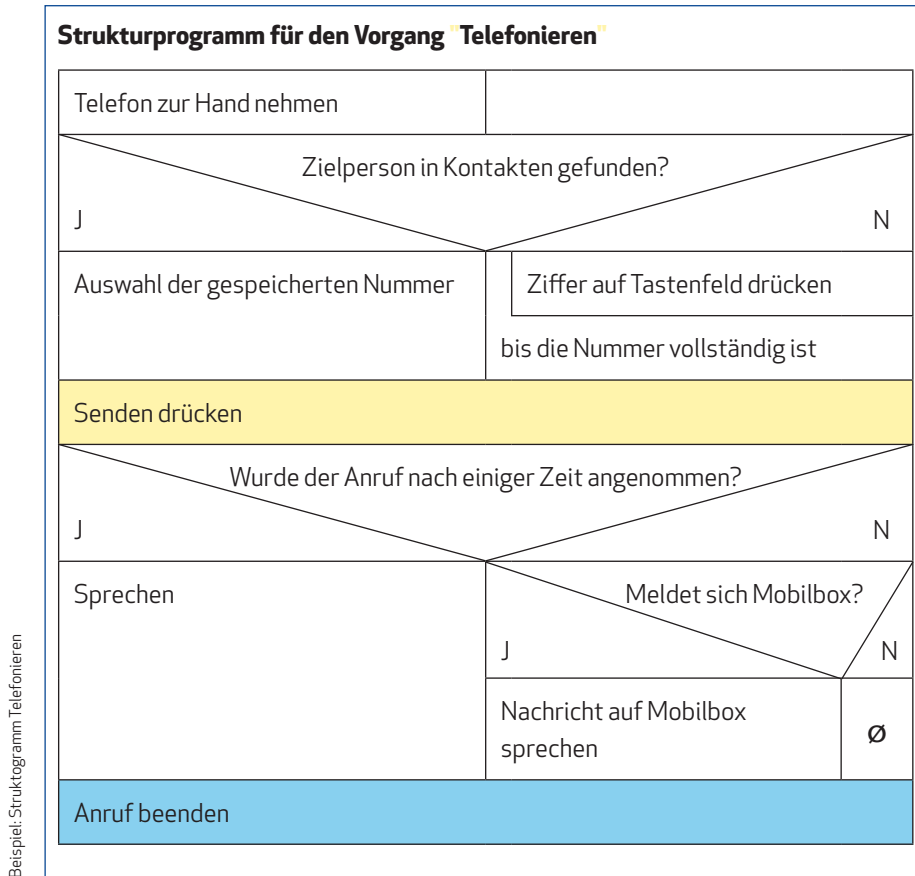 Strukturprogramm für den Vorgang "Telefonieren"
Telefon zur Hand nehmen
Zielperson in Kontakten gefunden?
J
N
Auswahl der gespeicherten Nummer
Ziffer auf Tastenfeld drücken
bis die Nummer vollständig ist
Senden drücken
Wurde der Anruf nach einiger Zeit angenommen?
J
N
Sprechen
Meldet sich Mobilbox?
J
N
Nachricht auf Mobilbox
sprechen
Ø
Anruf beenden
Beispiel: Struktogramm Telefonieren